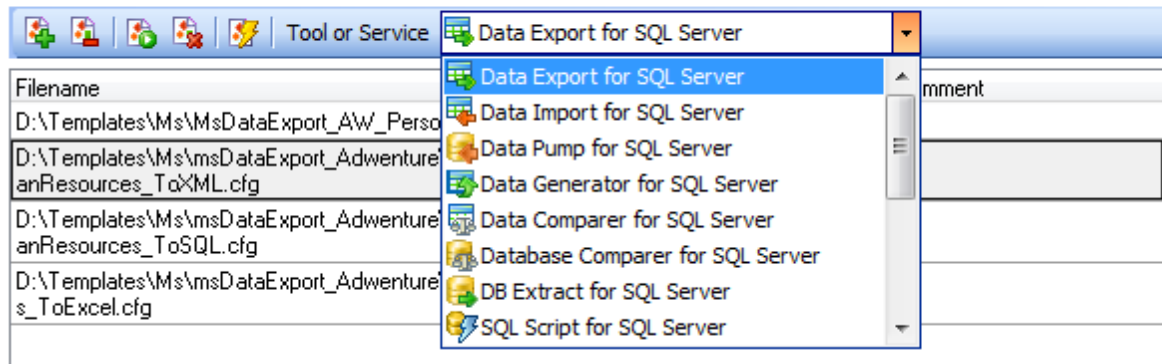 Tool or Service Data Export for SQL Server
Filename
mment
Data Export for SQL Server
Data Import for SQL Server
Data Pump for SQL Server
Data Generator for SQL Server
Data Comparer for SQL Server
Database Comparer for SQL Server
DB Extract for SQL Server
SQL Script for SQL Server
D:\Templates\Ms\MsDataExport_AW_Perso
D:\Templates\Ms\msDataExport_Adwenture
anResources_ToXML.cfg
D:\Templates\Ms\msDataExport_Adwenture
anResources_ToSQL.cfg
D:\Templates\Ms\msDataExport_Adwenture
s_ToExcel.cfg